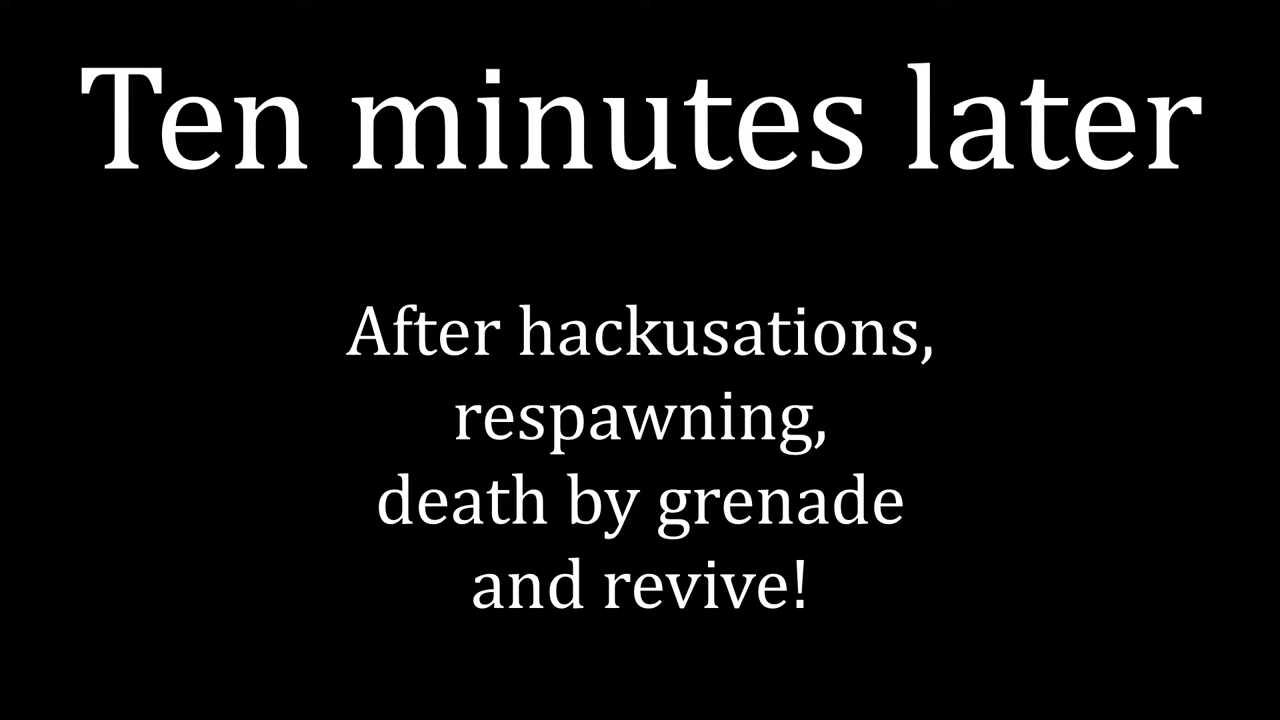 Ten minutes later
After hackusations,
respawning,
death by grenade
and revive!